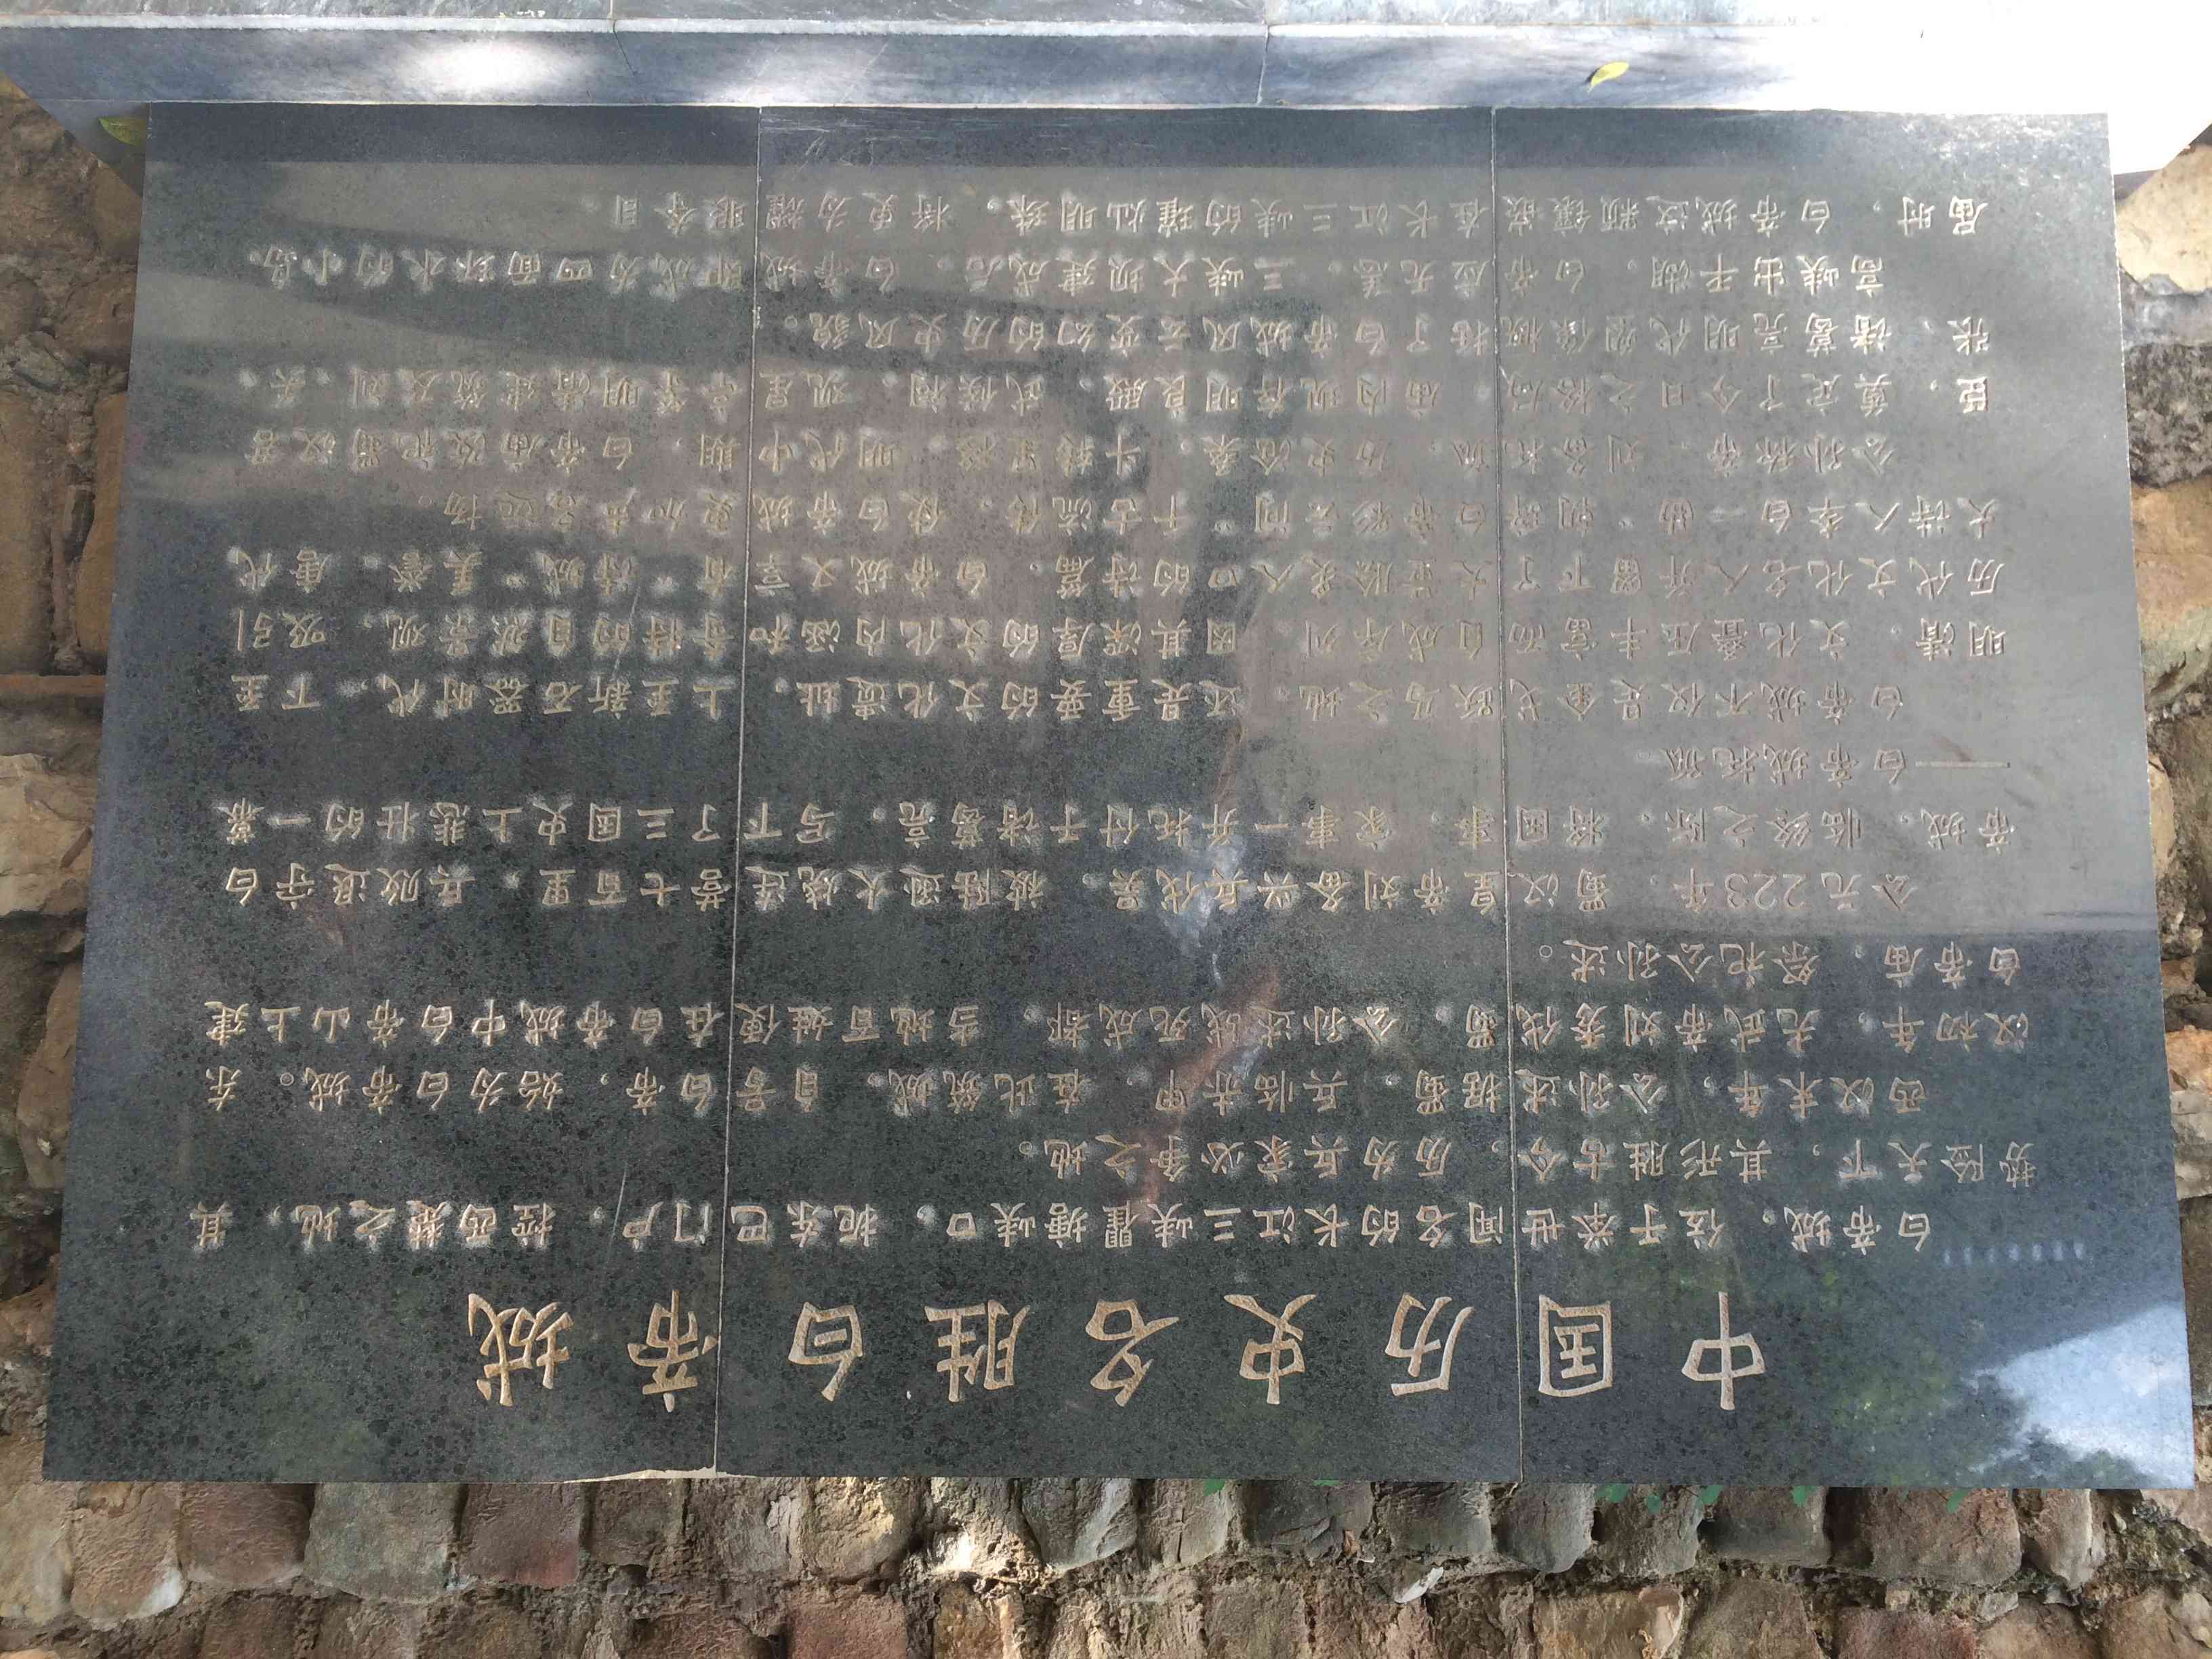 中国历史名胜白帝城
白帝城，位于举世闻名的长江三峡瞿塘峡口，扼东巴门户，控西楚之地，其
势险天下，其形胜古今，历为兵家必争之地。
西汉末年，公孙述据蜀，兵临赤甲，在此筑城，自号白帝，始为白帝城。东
汉初年，光武帝刘秀伐蜀，公孙述战死成都，当地百姓便在白帝城中白帝山上建
白帝庙，祭祀公孙述。
公元223年，蜀汉皇帝刘备兴兵伐吴，被陆逊火烧连营七百里，兵败退守白
帝城，临终之际，将国事，家事一并托付于诸葛亮，写下了三国史上悲壮的一幕
——白帝城托孤。
白帝城不仅是金戈跃马之地，还是重要的文化遗址，上至新石器时代，下至
明清，文化叠压丰富而自成序列，因其深厚的文化内涵和奇特的自然景观，吸引
历代文化名人并留下了大量脍炙人口的诗篇，白帝城又享有“诗城”美誉。唐代
大诗人李白一曲“朝辞白帝彩云间”千古流传，使白帝城更加声名远扬。
公孙称帝，刘备托孤，历史沧桑，斗转星移，明代中期，白帝庙改祀蜀汉君
臣，奠定了今日之格局，庙内现存明良殿、武候祠、观星亭等明清建筑及刘、关、
张、诸葛亮明代塑像概括了白帝城风云变幻的历史风貌。
高峡出平湖，白帝应无恙，三峡大坝建成后，白帝城即成为四面环水的小岛。
届时，白帝城这颗镶嵌在长江三峡的璀灿明珠，将更为耀眼夺目。